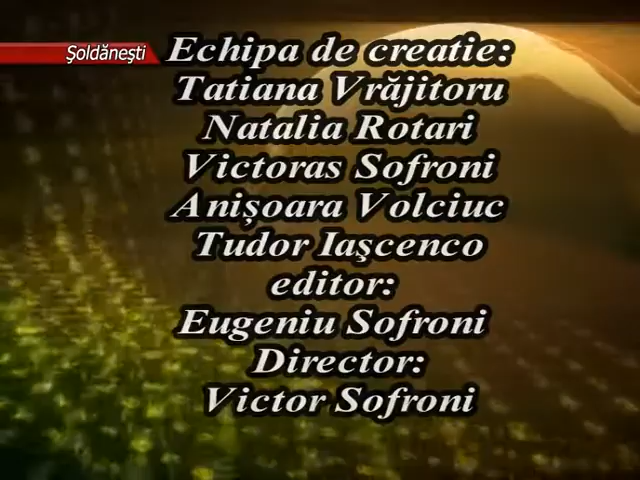 Şoldăneşti
Echipa de creatie:
Tatiana Vrăjitoru
Natalia Rotari
Victoras Sofroni
Anișoara Volciuc
Tudor Iaşcenco
editor:
Eugeniu Sofroni
Director:
Victor Sofroni